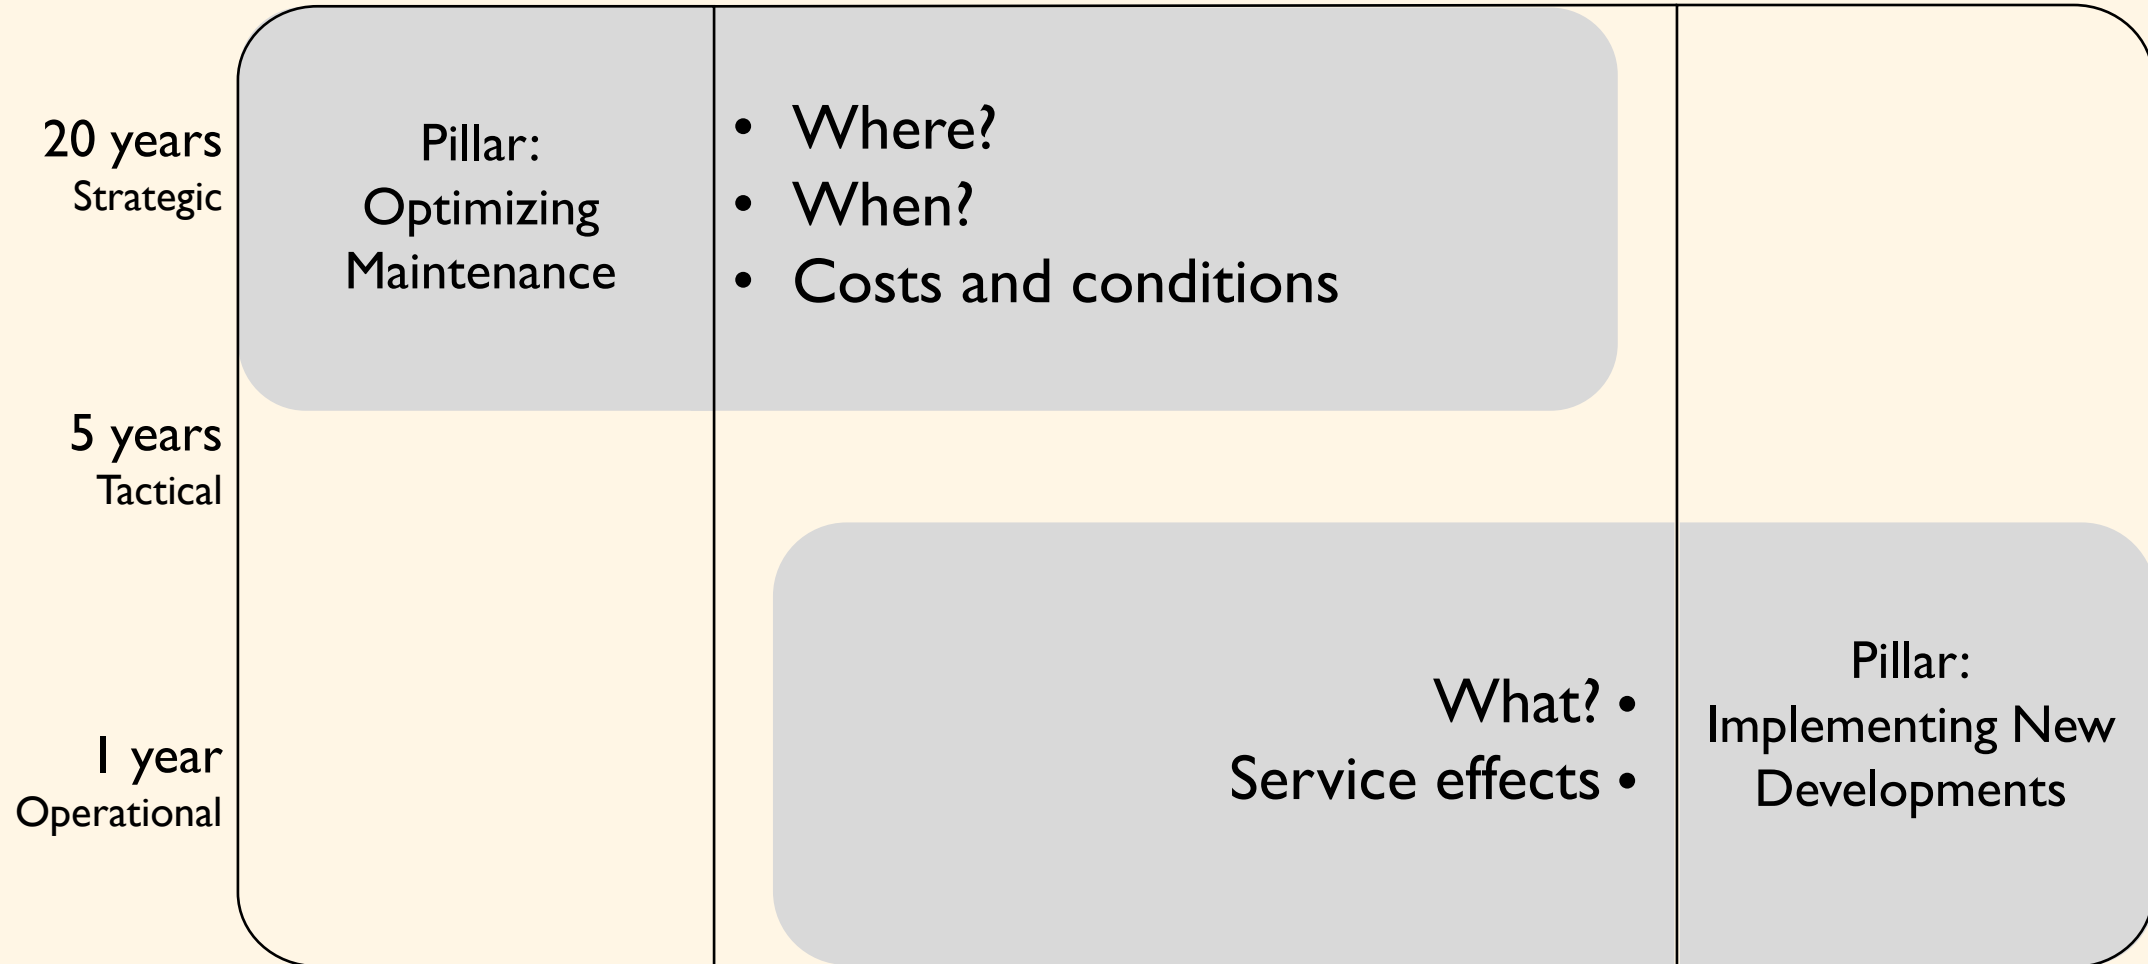 20 years
Strategic
Pillar:
Optimizing
Maintenance
• Where?
• When?
• Costs and conditions
5 years
Tactical
1 year
Operational
What? •
Service effects •
Pillar:
Implementing New
Developments